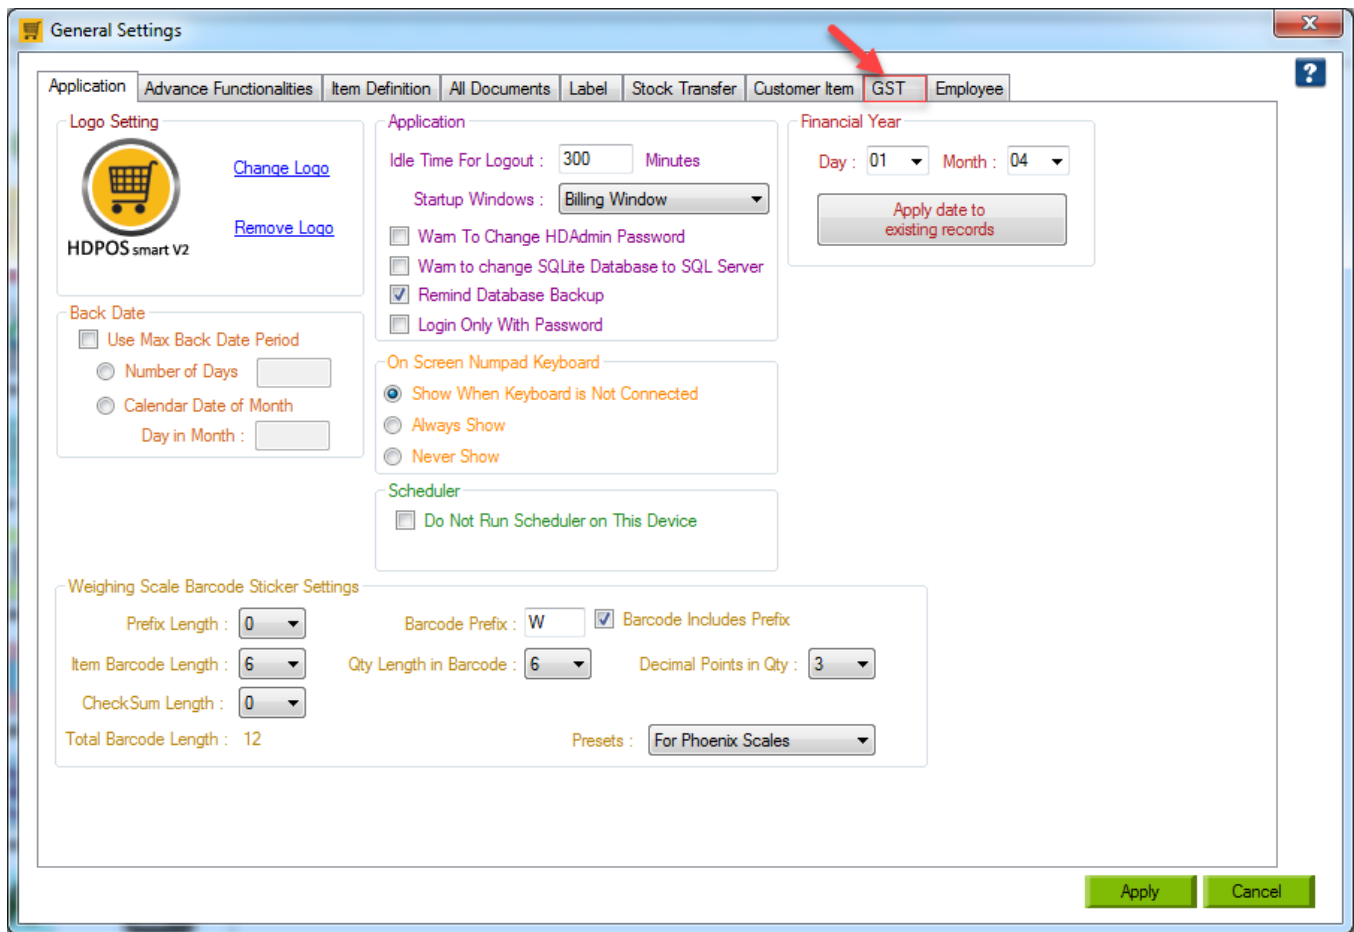 General Settings
X
?
Application
Advance Functionalities
Item Definition
All Documents
Label
Stock Transfer
Customer Item
GST
Employee
Logo Setting
Change Logo
Remove Logo
HDPOS smart V2
Application
Idle Time For Logout : 300 Minutes
Startup Windows : Billing Window
Warn To Change HDAdmin Password
Warn to change SQLite Database to SQL Server
Remind Database Backup
Login Only With Password
Financial Year
Day : 01 Month : 04
Apply date to
existing records
Back Date
Use Max Back Date Period
Number of Days
Calendar Date of Month
Day in Month :
On Screen Numpad Keyboard
Show When Keyboard is Not Connected
Always Show
Never Show
Scheduler
Do Not Run Scheduler on This Device
Weighing Scale Barcode Sticker Settings
Prefix Length : 0 Barcode Prefix : W Barcode Includes Prefix
Item Barcode Length : 6 Qty Length in Barcode : 6 Decimal Points in Qty : 3
CheckSum Length : 0
Total Barcode Length : 12 Presets : For Phoenix Scales
Apply Cancel